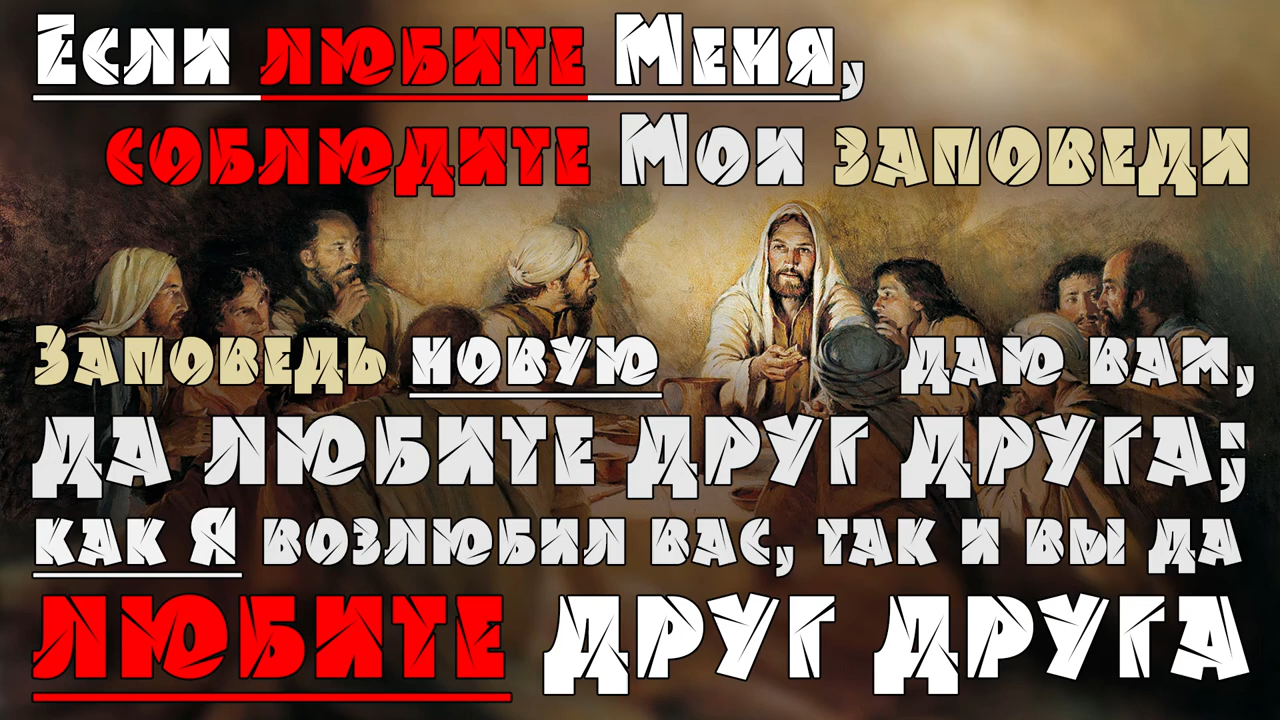 Если любите Меня,
соблюдите Мои заповеди
Заповедь новую даю вам,
ДА ЛЮБИТЕ ДРУГ ДРУГА;
как Я возлюбил вас, так и вы да
ЛЮБИТЕ ДРУГ ДРУГА